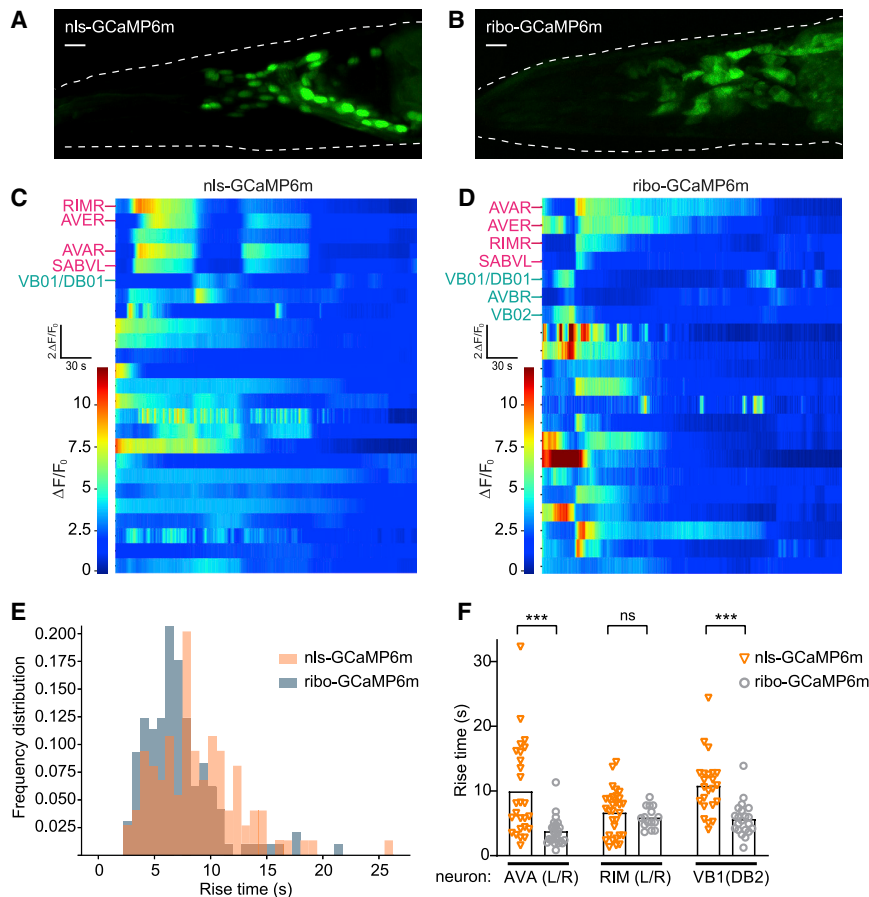 A
nls-GCaMP6m
B
ribo-GCaMP6m
C
nls-GCaMP6m
RIMR
AVER
AVAR
SABVL
VB01/DB01
2ΔF/F₀
30 s
10
7.5
5
2.5
0
ΔF/F₀
D
ribo-GCaMP6m
AVAR
AVER
RIMR
SABVL
VB01/DB01
AVBR
VB02
2ΔF/F₀
30 s
10
7.5
5
2.5
0
ΔF/F₀
E
0.200
0.175
0.150
0.125
0.100
0.075
0.050
0.025
Frequency distribution
nls-GCaMP6m
ribo-GCaMP6m
0 5 10 15 20 25
Rise time (s)
F
*** ns ***
nls-GCaMP6m
ribo-GCaMP6m
30
20
10
0
Rise time (s)
neuron: AVA (L/R) RIM (L/R) VB1(DB2)